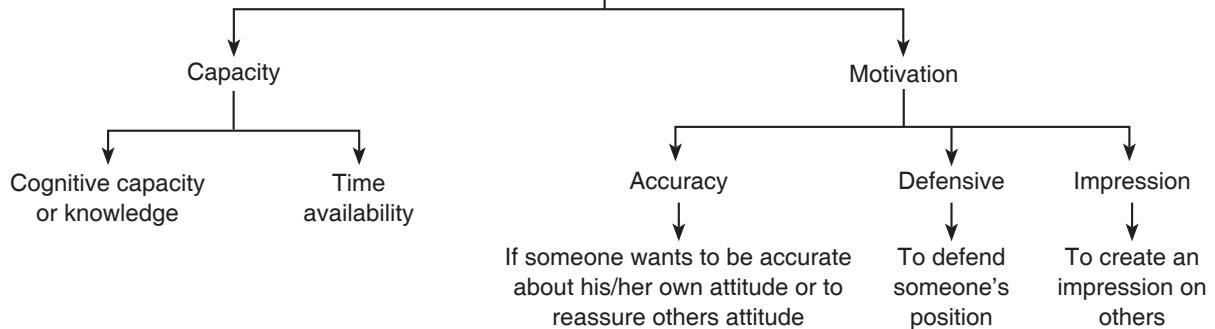 Capacity
Motivation
Cognitive capacity
or knowledge
Time
availability
Accuracy
Defensive
Impression
If someone wants to be accurate
about his/her own attitude or to
reassure others attitude
To defend
someone's
position
To create an
impression on
others